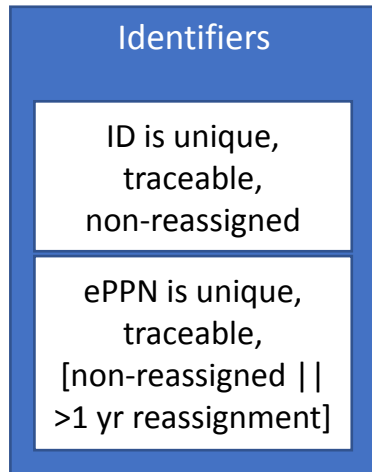 Identifiers
ID is unique,
traceable,
non-reassigned
ePPN is unique,
traceable,
[non-reassigned ||
>1 yr reassignment]